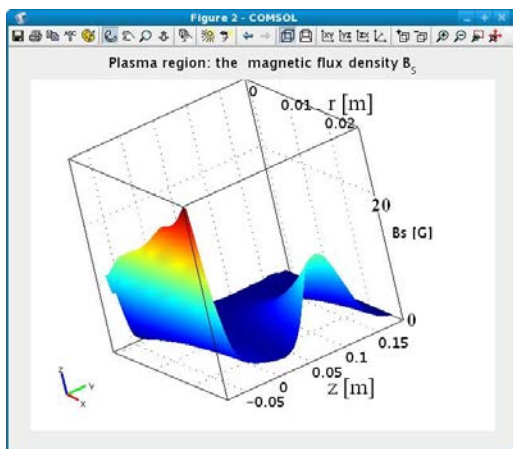 Figure 2 - COMSOL
Plasma region: the magnetic flux density B_S
0
0.01
r [m]
0.02
20
Bs [G]
0
0.15
0.1
0.05
0
z [m]
-0.05
z
y
x